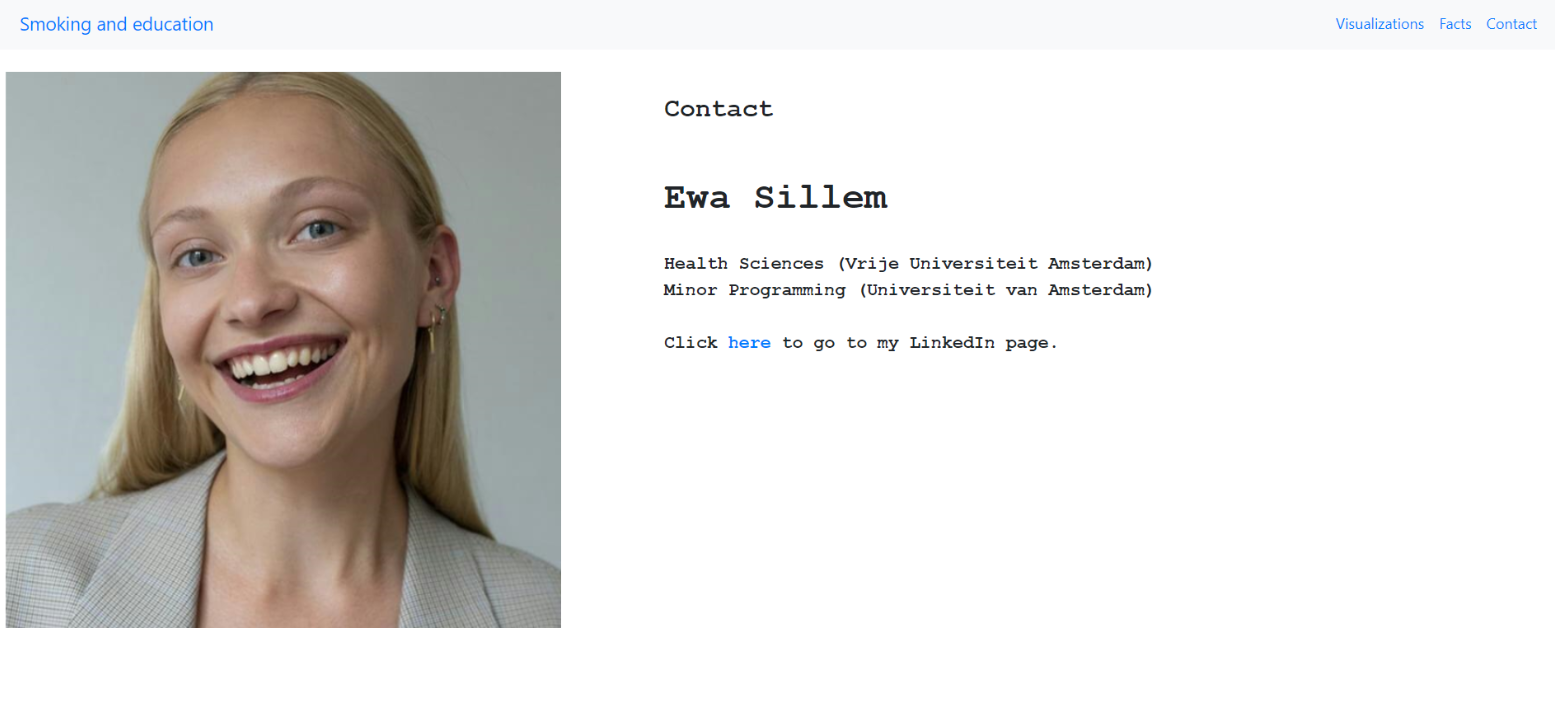 Smoking and education
Visualizations Facts Contact
Contact
Ewa Sillem
Health Sciences (Vrije Universiteit Amsterdam)
Minor Programming (Universiteit van Amsterdam)
Click here to go to my LinkedIn page.